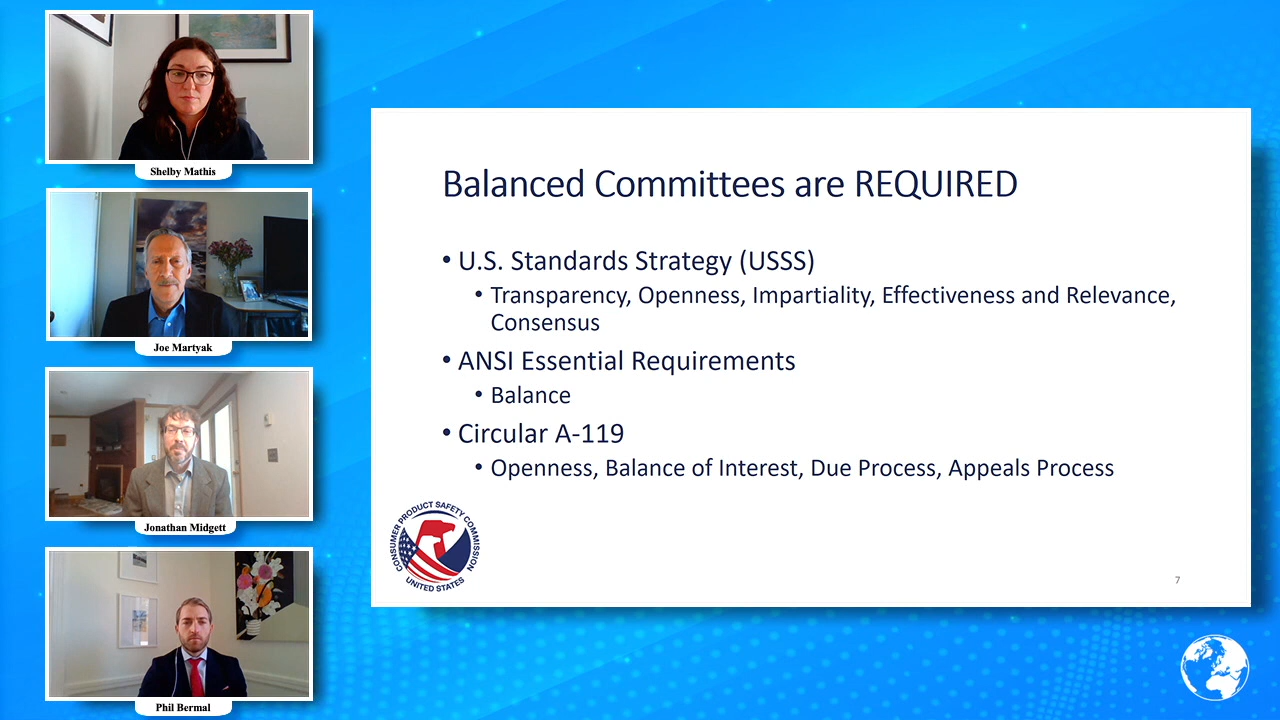 Shelby Mathis
Joe Martyak
Jonathan Midgett
Phil Bermal
Balanced Committees are REQUIRED
• U.S. Standards Strategy (USSS)
• Transparency, Openness, Impartiality, Effectiveness and Relevance,
Consensus
• ANSI Essential Requirements
• Balance
• Circular A-119
• Openness, Balance of Interest, Due Process, Appeals Process
CONSUMER PRODUCT SAFETY COMMISSION
UNITED STATES
7